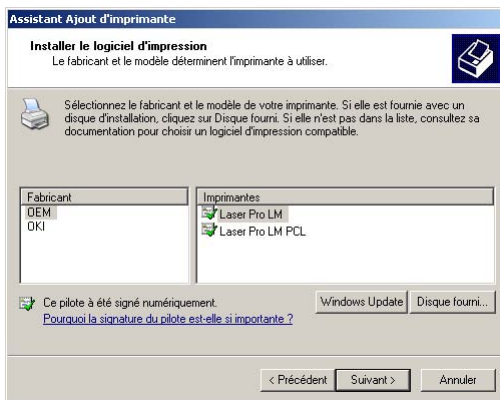 Assistant Ajout d'imprimante
Installer le logiciel d'impression
Le fabricant et le modèle déterminent l'imprimante à utiliser.
Sélectionnez le fabricant et le modèle de votre imprimante. Si elle est fournie avec un
disque d'installation, cliquez sur Disque fourni. Si elle n'est pas dans la liste, consultez sa
documentation pour choisir un logiciel d'impression compatible.
Fabricant
OEM
OKI
Imprimantes
Laser Pro LM
Laser Pro LM PCL
Ce pilote à été signé numériquement.
Pourquoi la signature du pilote est-elle si importante ?
Windows Update
Disque fourni...
< Précédent
Suivant >
Annuler